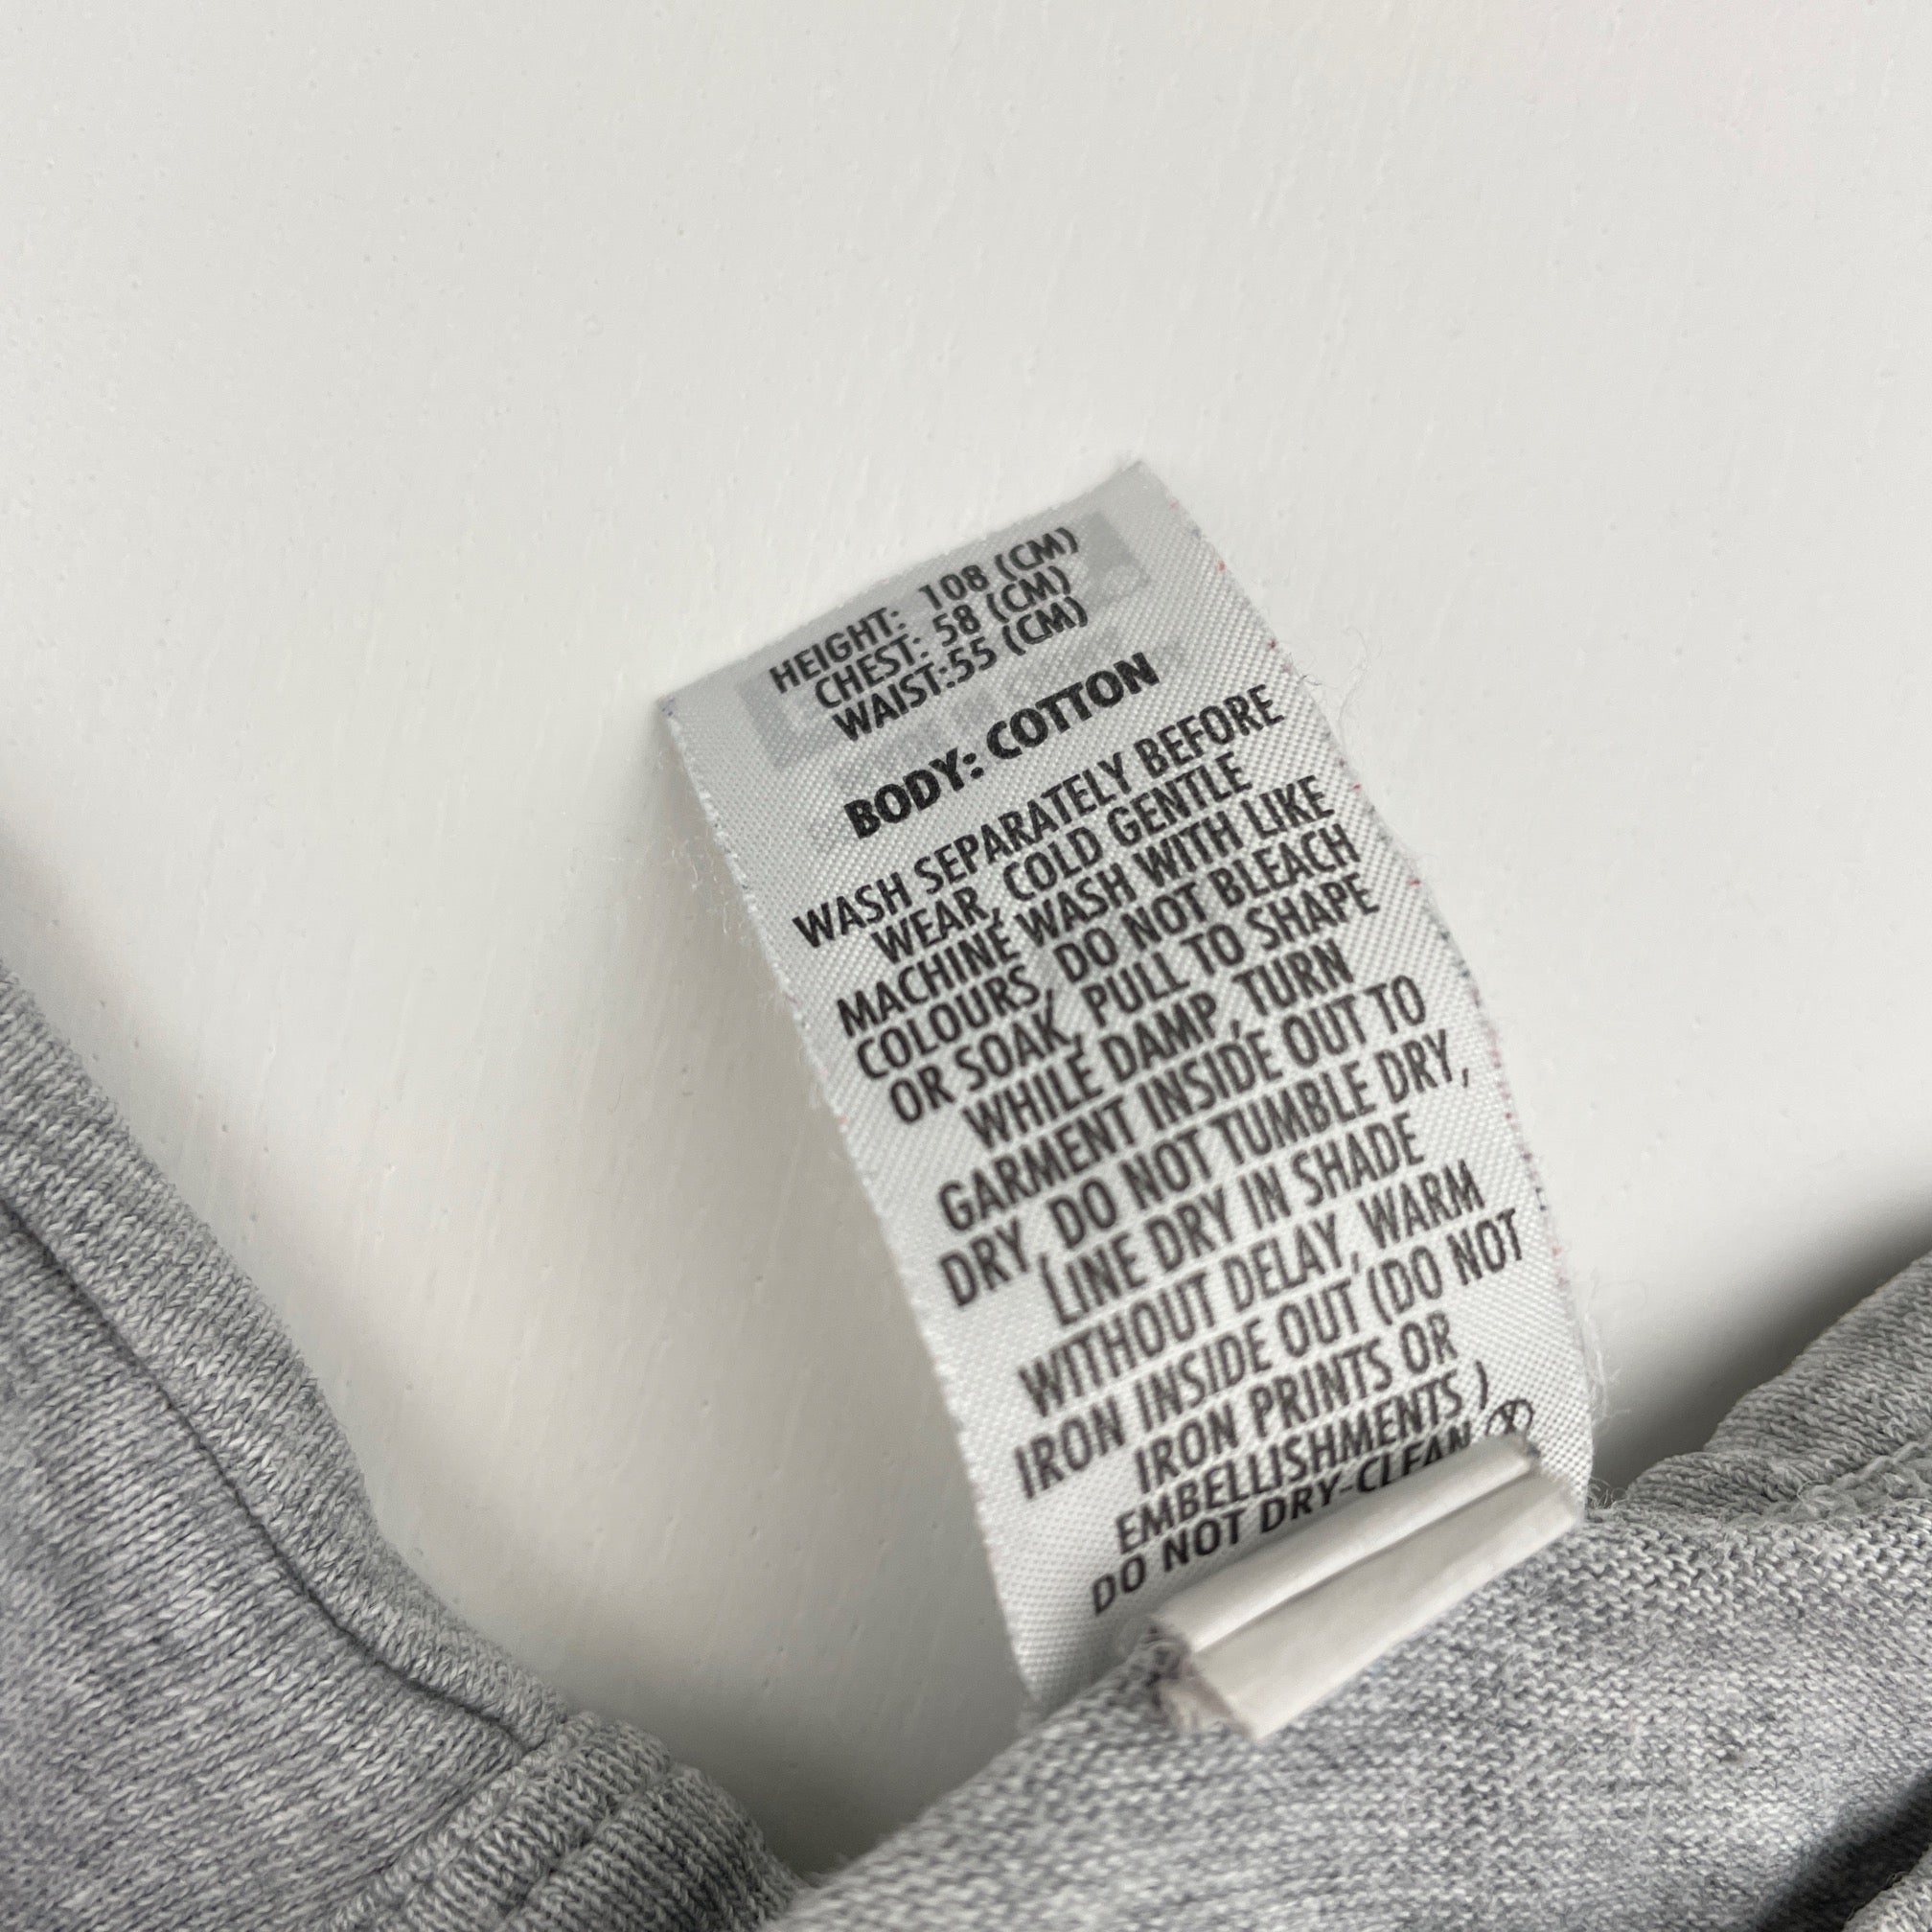 HEIGHT: 108 (CM)
CHEST: 58 (CM)
WAIST:55 (CM)
BODY: COTTON
WASH SEPARATELY BEFORE
WEAR, COLD GENTLE
MACHINE WASH WITH LIKE
COLOURS, DO NOT BLEACH
OR SOAK, PULL TO SHAPE
WHILE DAMP, TURN
GARMENT INSIDE OUT TO
DRY, DO NOT TUMBLE DRY,
LINE DRY IN SHADE
WITHOUT DELAY, WARM
IRON INSIDE OUT (DO NOT
IRON PRINTS OR
EMBELLISHMENTS )
DO NOT DRY-CLEAN